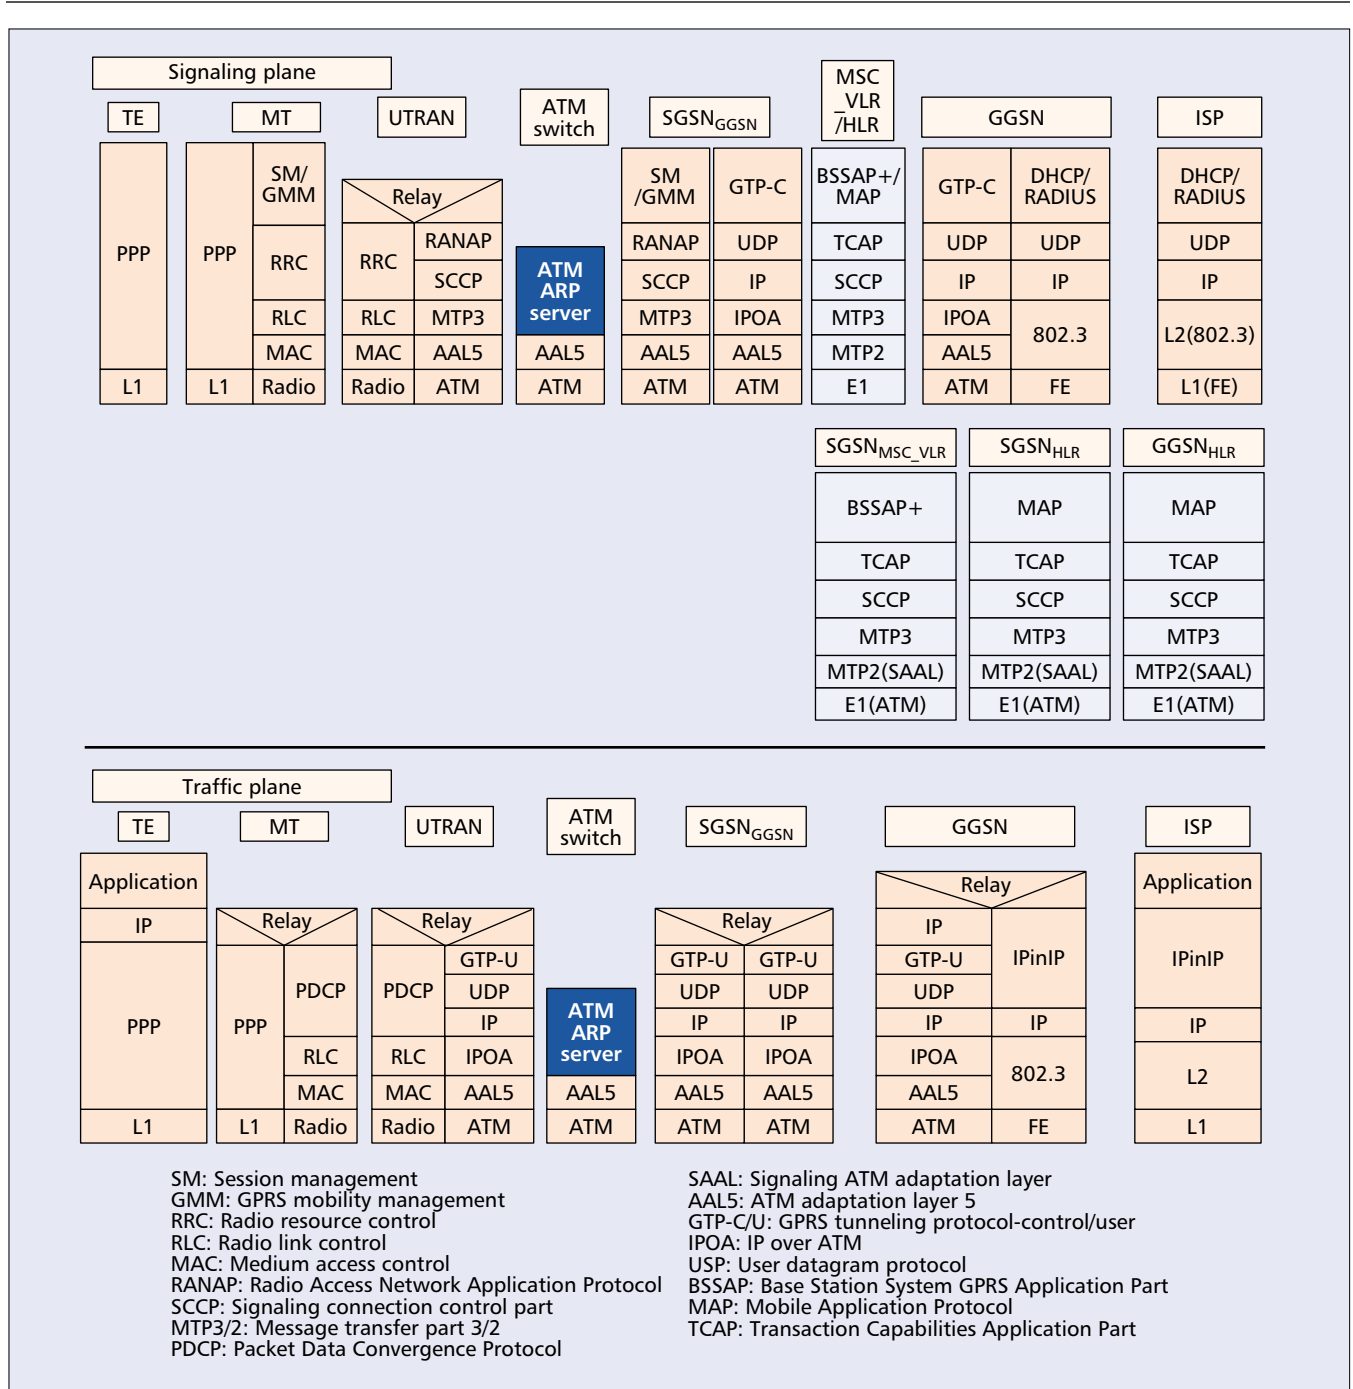 Signaling plane
TE
MT
UTRAN
ATM
switch
SGSNGGSN
MSC
_VLR
/HLR
GGSN
ISP
PPP
L1
PPP
L1
SM/
GMM
RRC
RLC
MAC
Radio
Relay
RRC
RLC
MAC
Radio
RANAP
SCCP
MTP3
AAL5
ATM
ATM
ARP
server
AAL5
ATM
SM
/GMM
RANAP
SCCP
MTP3
AAL5
ATM
GTP-C
UDP
IP
IPOA
AAL5
ATM
BSSAP+/
MAP
TCAP
SCCP
MTP3
MTP2
E1
GTP-C
UDP
IP
IPOA
AAL5
ATM
DHCP/
RADIUS
UDP
IP
802.3
FE
DHCP/
RADIUS
UDP
IP
L2(802.3)
L1(FE)
SGSNMSC_VLR
BSSAP+
TCAP
SCCP
MTP3
MTP2(SAAL)
E1(ATM)
SGSNHLR
MAP
TCAP
SCCP
MTP3
MTP2(SAAL)
E1(ATM)
GGSNHLR
MAP
TCAP
SCCP
MTP3
MTP2(SAAL)
E1(ATM)
Traffic plane
TE
MT
UTRAN
ATM
switch
SGSNGGSN
GGSN
ISP
Application
IP
PPP
L1
Relay
PPP
L1
PDCP
RLC
MAC
Radio
Relay
PDCP
RLC
MAC
Radio
GTP-U
UDP
IP
IPOA
AAL5
ATM
ATM
ARP
server
AAL5
ATM
Relay
GTP-U
UDP
IP
IPOA
AAL5
ATM
GTP-U
UDP
IP
IPOA
AAL5
ATM
Relay
IP
GTP-U
UDP
IP
IPOA
AAL5
ATM
IPinIP
IP
802.3
FE
Application
IPinIP
IP
L2
L1
SM: Session management
GMM: GPRS mobility management
RRC: Radio resource control
RLC: Radio link control
MAC: Medium access control
RANAP: Radio Access Network Application Protocol
SCCP: Signaling connection control part
MTP3/2: Message transfer part 3/2
PDCP: Packet Data Convergence Protocol
SAAL: Signaling ATM adaptation layer
AAL5: ATM adaptation layer 5
GTP-C/U: GPRS tunneling protocol-control/user
IPOA: IP over ATM
USP: User datagram protocol
BSSAP: Base Station System GPRS Application Part
MAP: Mobile Application Protocol
TCAP: Transaction Capabilities Application Part